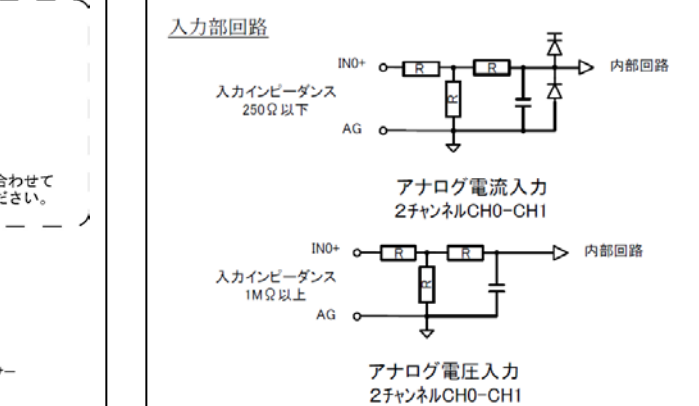 合わせて
ださい。
入力部回路
IN0+
R
R
内部回路
入力インピーダンス
250Ω以下
R
AG
アナログ電流入力
2チャンネルCH0-CH1
IN0+
R
R
内部回路
入力インピーダンス
1MΩ以上
R
AG
アナログ電圧入力
2チャンネルCH0-CH1
サー